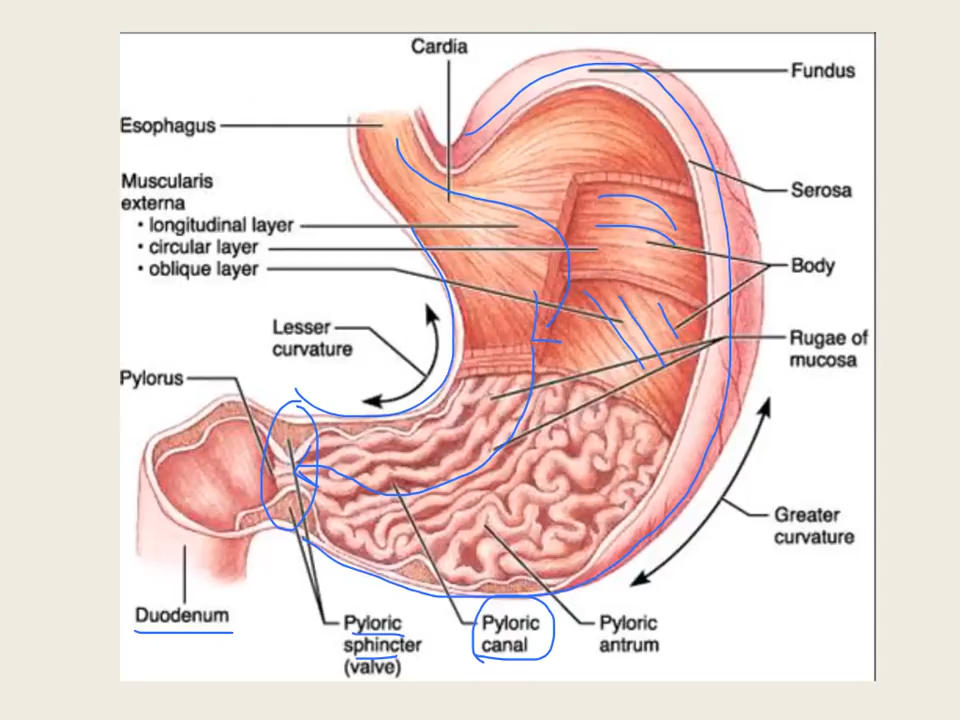 Cardia
Fundus
Esophagus
Muscularis
externa
• longitudinal layer
• circular layer
• oblique layer
Serosa
Body
Lesser
curvature
Rugae of
mucosa
Pylorus
Greater
curvature
Duodenum
Pyloric
sphincter
(valve)
Pyloric
canal
Pyloric
antrum